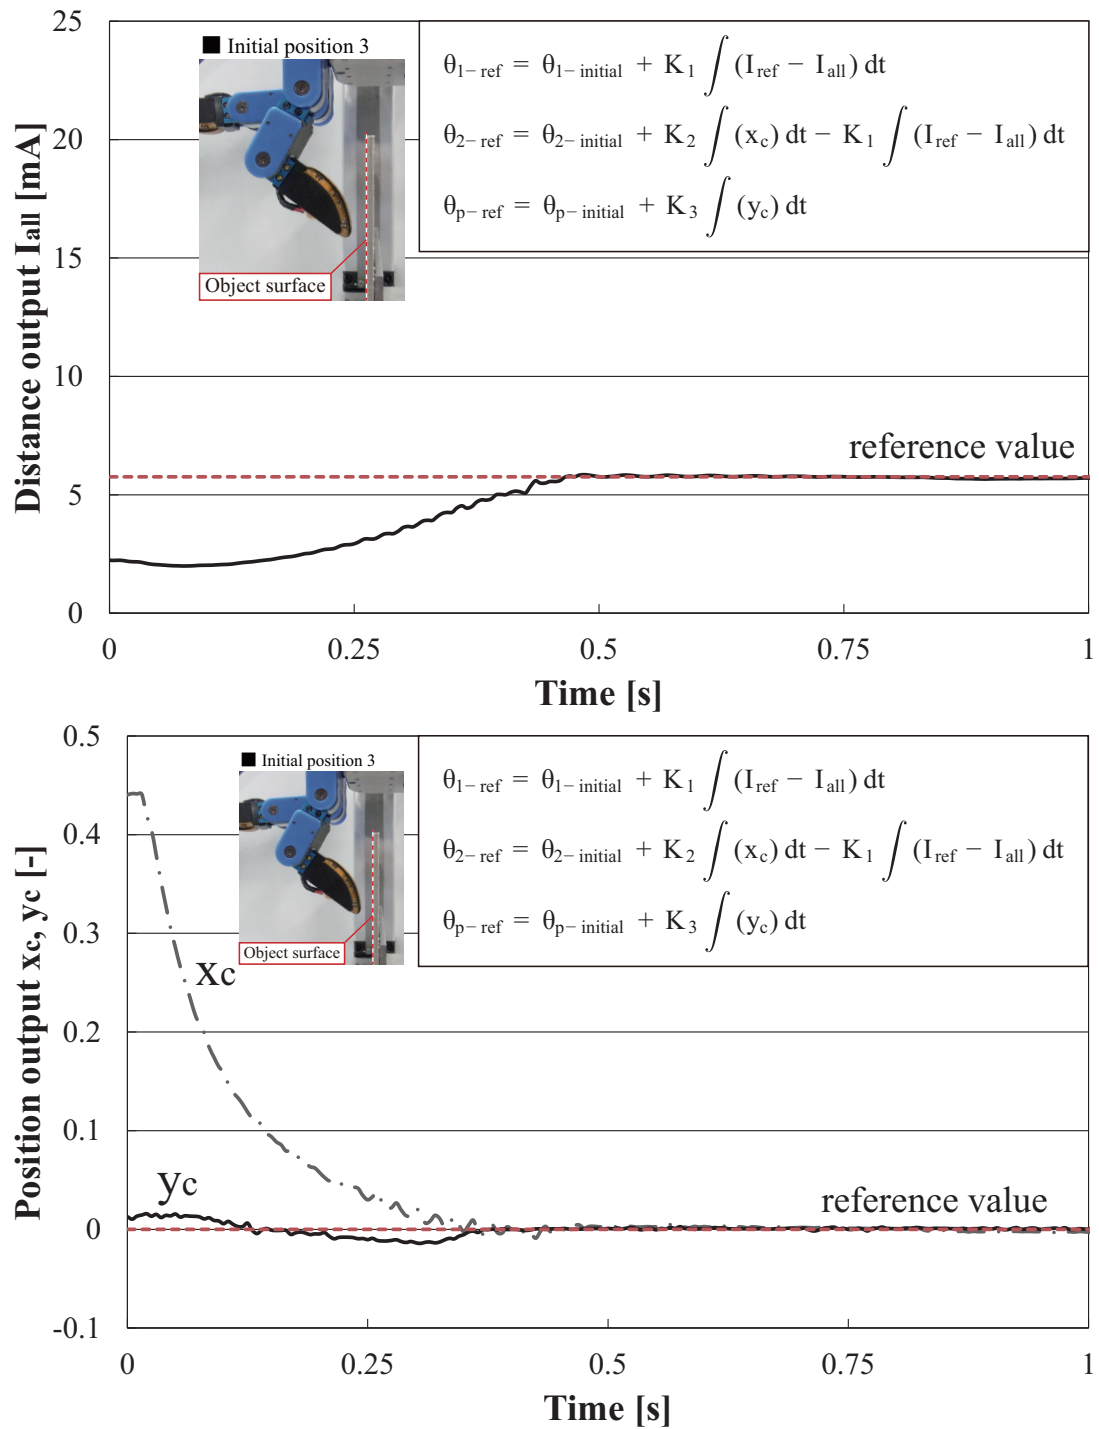 25
20
15
10
5
0
Distance output Iall [mA]
■ Initial position 3
Object surface
θ1−ref = θ1−initial + K1 ∫ (Iref − Iall) dt
θ2−ref = θ2−initial + K2 ∫ (xc) dt − K1 ∫ (Iref − Iall) dt
θp−ref = θp−initial + K3 ∫ (yc) dt
reference value
0 0.25 0.5 0.75 1
Time [s]
0.5
0.4
0.3
0.2
0.1
0
-0.1
Position output xc, yc [-]
■ Initial position 3
Object surface
θ1−ref = θ1−initial + K1 ∫ (Iref − Iall) dt
θ2−ref = θ2−initial + K2 ∫ (xc) dt − K1 ∫ (Iref − Iall) dt
θp−ref = θp−initial + K3 ∫ (yc) dt
xc
yc
reference value
0 0.25 0.5 0.75 1
Time [s]